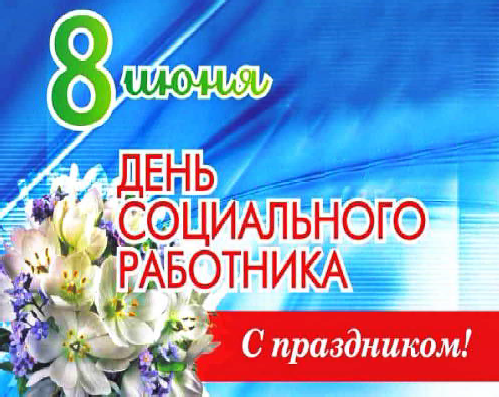 8 июня
ДЕНЬ
СОЦИАЛЬНОГО
РАБОТНИКА
С праздником!